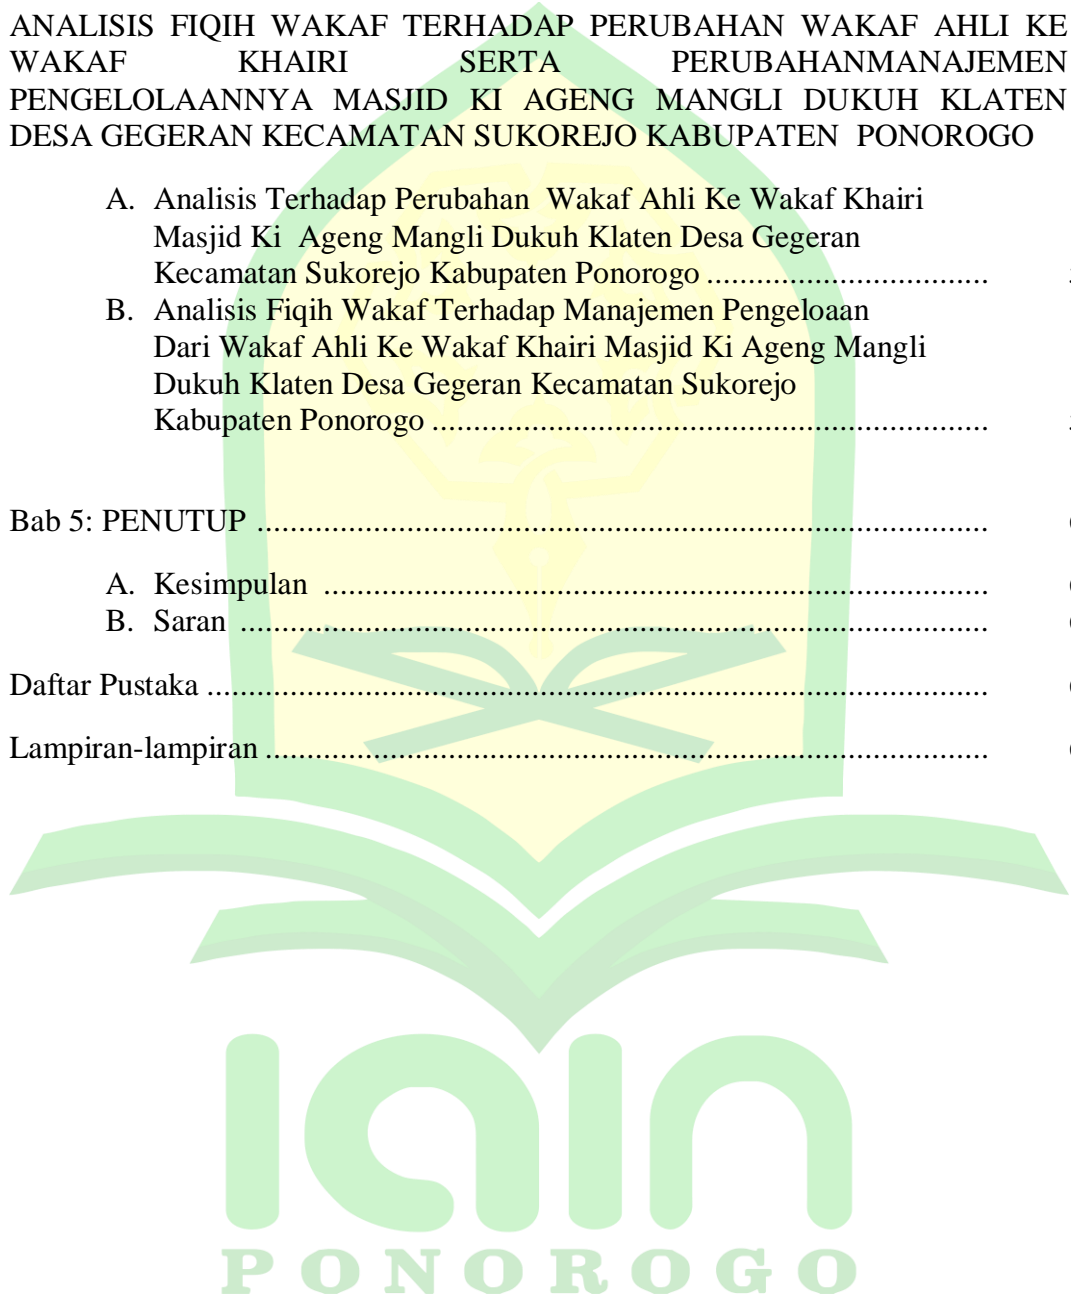 ANALISIS FIQIH WAKAF TERHADAP PERUBAHAN WAKAF AHLI KE
WAKAF KHAIRI SERTA PERUBAHANMANAJEMEN
PENGELOLAANNYA MASJID KI AGENG MANGLI DUKUH KLATEN
DESA GEGERAN KECAMATAN SUKOREJO KABUPATEN PONOROGO
A. Analisis Terhadap Perubahan Wakaf Ahli Ke Wakaf Khairi
Masjid Ki Ageng Mangli Dukuh Klaten Desa Gegeran
Kecamatan Sukorejo Kabupaten Ponorogo ...............................
B. Analisis Fiqih Wakaf Terhadap Manajemen Pengeloaan
Dari Wakaf Ahli Ke Wakaf Khairi Masjid Ki Ageng Mangli
Dukuh Klaten Desa Gegeran Kecamatan Sukorejo
Kabupaten Ponorogo .............................................................
Bab 5: PENUTUP ................................................................................
A. Kesimpulan .........................................................................
B. Saran ..................................................................................
Daftar Pustaka ......................................................................................
Lampiran-lampiran ...............................................................................
IAIN
PONOROGO